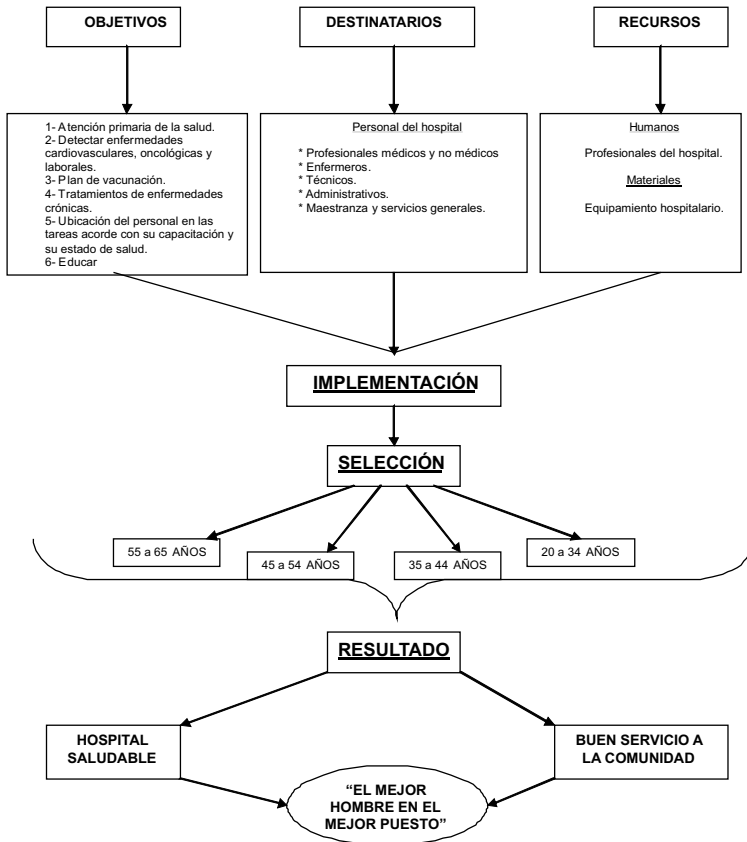 OBJETIVOS
DESTINATARIOS
RECURSOS
1- Atención primaria de la salud.
2- Detectar enfermedades
cardiovasculares, oncológicas y
laborales.
3- Plan de vacunación.
4- Tratamientos de enfermedades
crónicas.
5- Ubicación del personal en las
tareas acorde con su capacitación y
su estado de salud.
6- Educar
Personal del hospital
* Profesionales médicos y no médicos
* Enfermeros.
* Técnicos.
* Administrativos.
* Maestranza y servicios generales.
Humanos
Profesionales del hospital.
Materiales
Equipamiento hospitalario.
IMPLEMENTACIÓN
SELECCIÓN
55 a 65 AÑOS
45 a 54 AÑOS
35 a 44 AÑOS
20 a 34 AÑOS
RESULTADO
HOSPITAL
SALUDABLE
BUEN SERVICIO A
LA COMUNIDAD
“EL MEJOR
HOMBRE EN EL
MEJOR PUESTO”